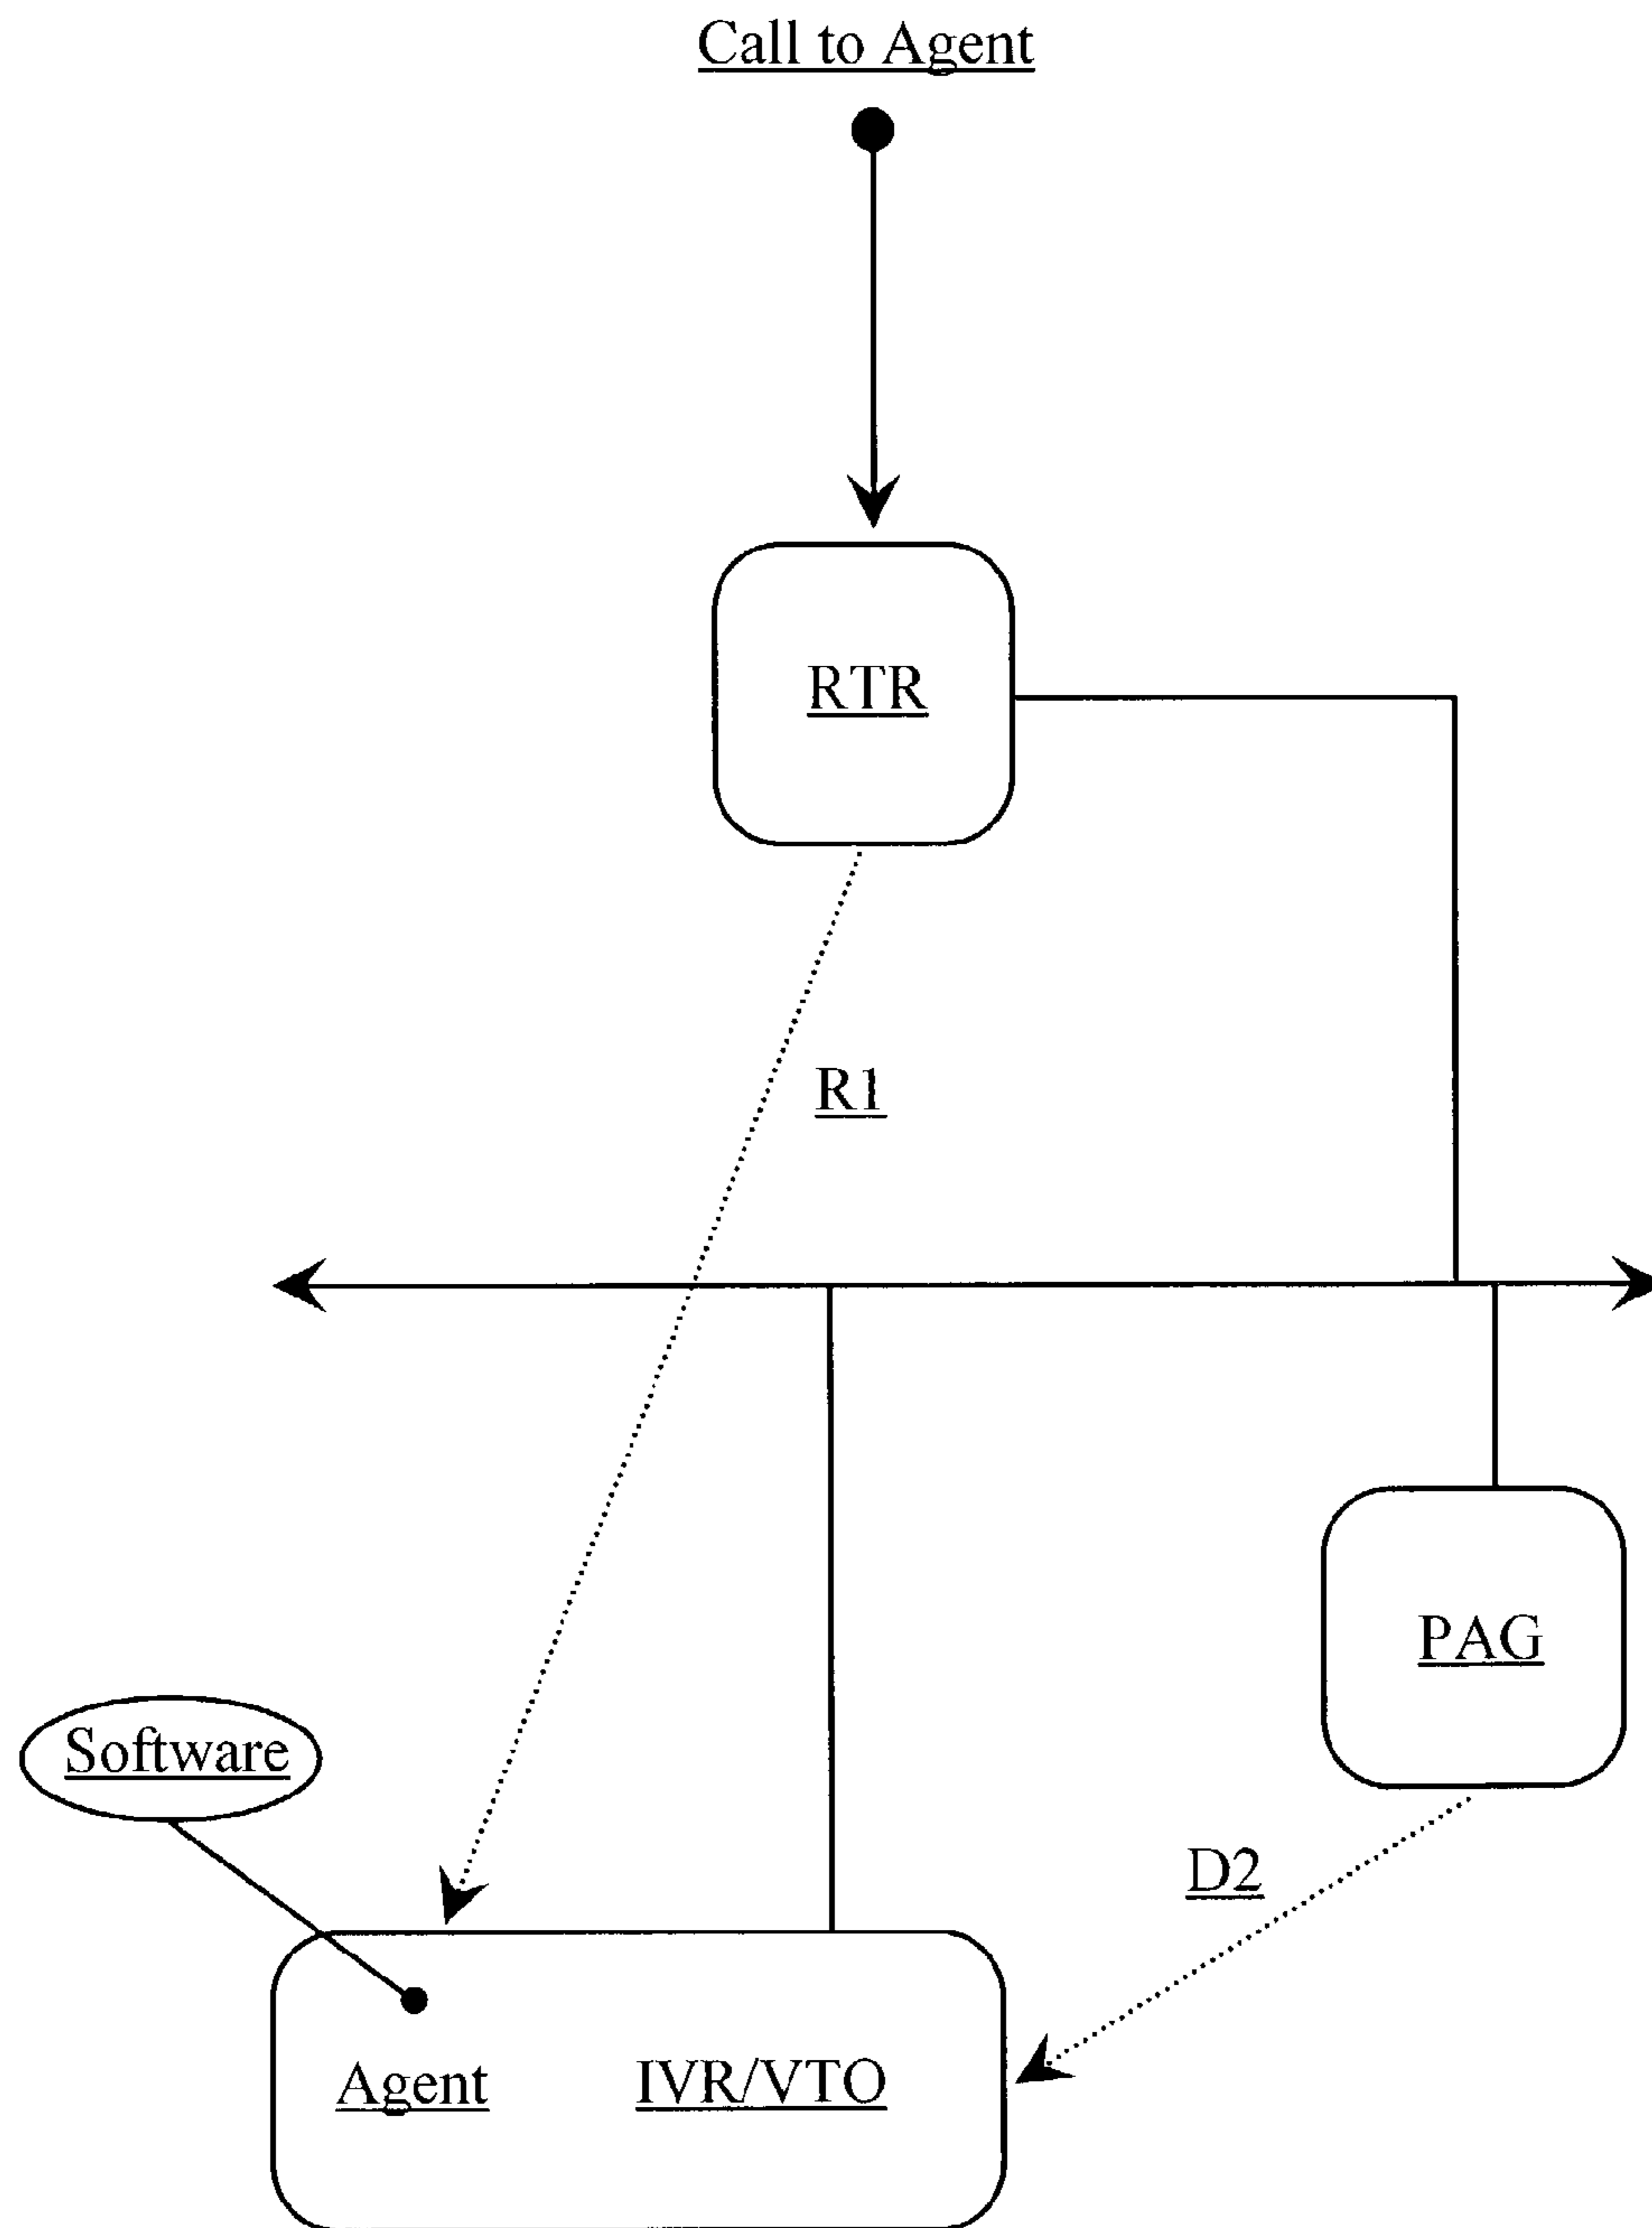 Call to Agent
RTR
R1
PAG
Software
D2
Agent IVR/VTO